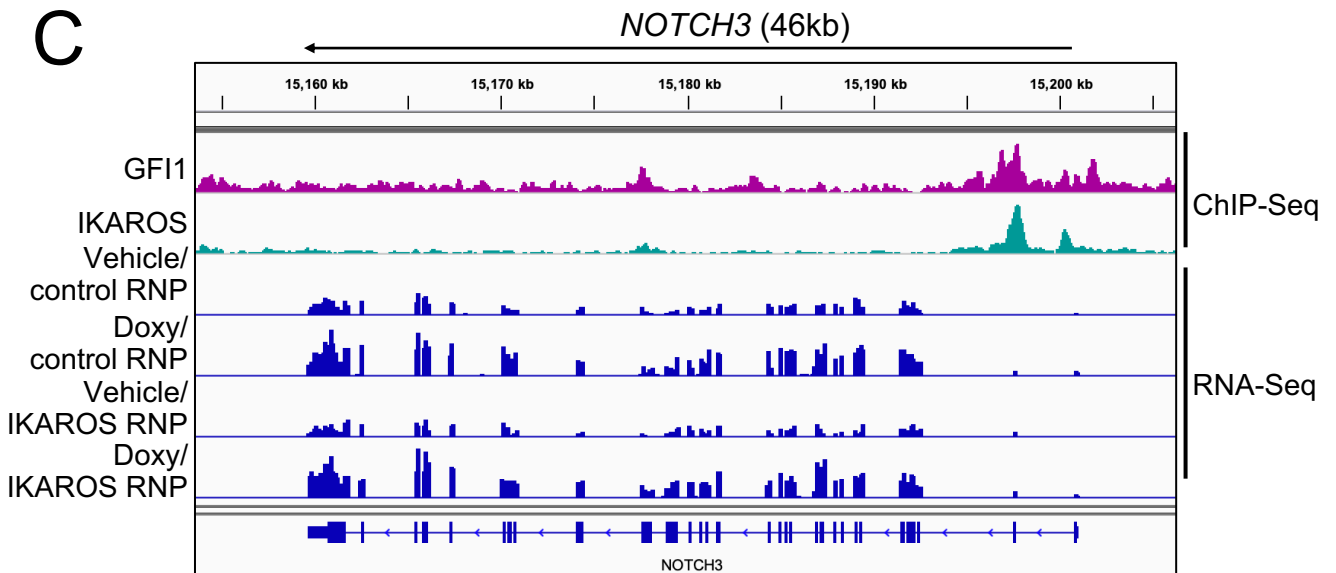 C
NOTCH3 (46kb)
15,160 kb 15,170 kb 15,180 kb 15,190 kb 15,200 kb
GFI1
IKAROS
ChIP-Seq
Vehicle/
control RNP
Doxy/
control RNP
Vehicle/
IKAROS RNP
Doxy/
IKAROS RNP
RNA-Seq
NOTCH3